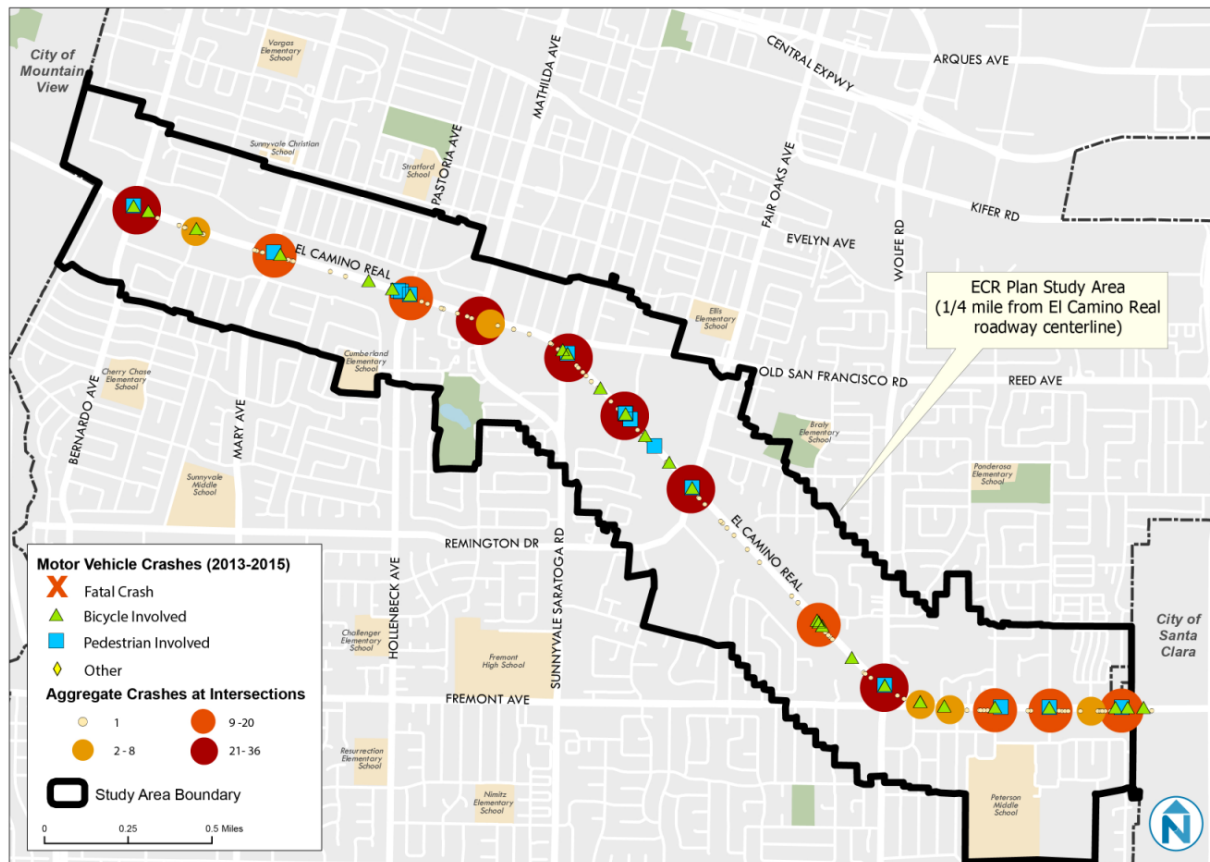 City of
Mountain
View
Vargas
Elementary
School
MATHILDA AVE
CENTRAL EXPWY
ARQUES AVE
Sunnyvale Christian
School
Stratford
School
PASTORIA AVE
FAIR OAKS AVE
KIFER RD
EVELYN AVE
WOLFE RD
EL CAMINO REAL
ECR Plan Study Area
(1/4 mile from El Camino Real
roadway centerline)
Ellis
Elementary
School
Cherry Chase
Elementary
School
Cumberland
Elementary
School
OLD SAN FRANCISCO RD
REED AVE
BERNARDO AVE
MARY AVE
Braly
Elementary
School
Ponderosa
Elementary
School
Sunnyvale
Middle
School
EL CAMINO REAL
REMINGTON DR
HOLLENBECK AVE
SUNNYVALE SARATOGA RD
City of
Santa
Clara
Challenger
Elementary
School
Fremont
High School
FREMONT AVE
Resurrection
Elementary
School
Nimitz
Elementary
School
Peterson
Middle
School
Motor Vehicle Crashes (2013-2015)
Fatal Crash
Bicycle Involved
Pedestrian Involved
Other
Aggregate Crashes at Intersections
1
9 -20
2 - 8
21- 36
Study Area Boundary
0
0.25
0.5 Miles
N